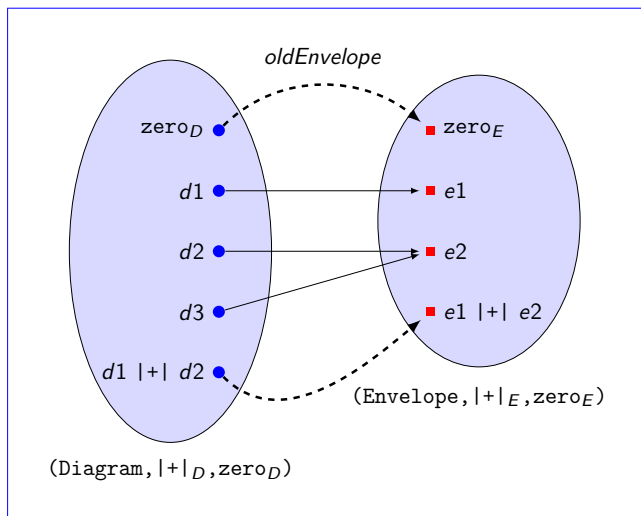 oldEnvelope
zero_D
zero_E
d1
e1
d2
e2
d3
e1 |+| e2
d1 |+| d2
(Envelope,|+|_E,zero_E)
(Diagram,|+|_D,zero_D)